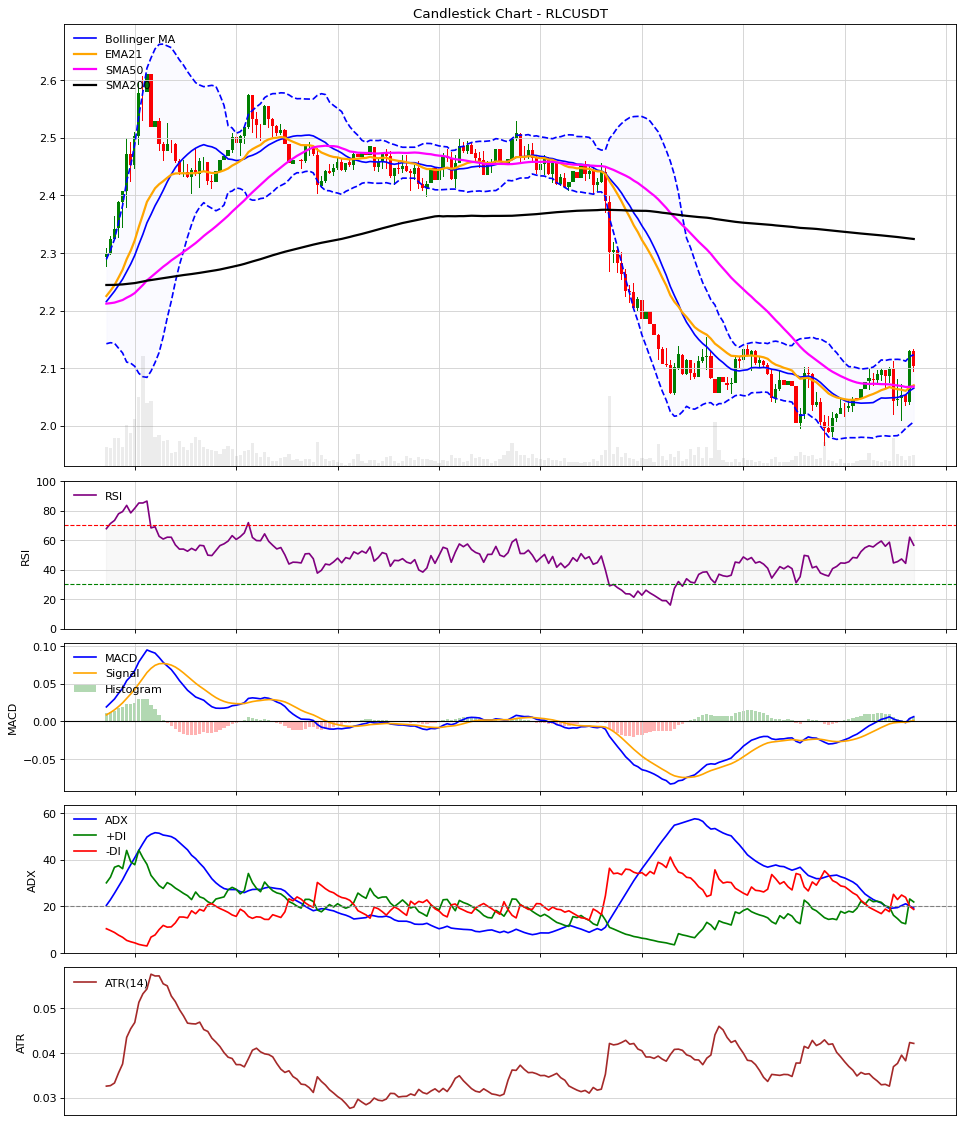 Candlestick Chart - RLCUSDT
Bollinger MA
EMA21
SMA50
SMA200
2.6
2.5
2.4
2.3
2.2
2.1
2.0
RSI
100
80
60
40
20
0
RSI
MACD
Signal
Histogram
0.10
0.05
0.00
−0.05
MACD
ADX
+DI
-DI
60
40
20
0
ADX
ATR(14)
0.05
0.04
0.03
ATR